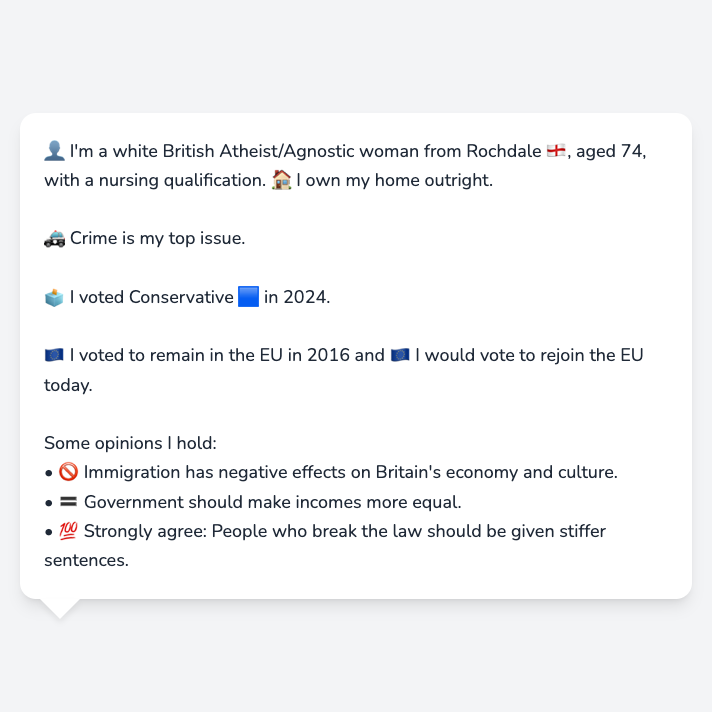 👤 I'm a white British Atheist/Agnostic woman from Rochdale 🏴󠁧󠁢󠁥󠁮󠁧󠁿, aged 74,
with a nursing qualification. 🏠 I own my home outright.
🚓 Crime is my top issue.
🗳️ I voted Conservative 🟦 in 2024.
🇪🇺 I voted to remain in the EU in 2016 and 🇪🇺 I would vote to rejoin the EU
today.
Some opinions I hold:
• 🚫 Immigration has negative effects on Britain's economy and culture.
• 🟰 Government should make incomes more equal.
• 💯 Strongly agree: People who break the law should be given stiffer
sentences.